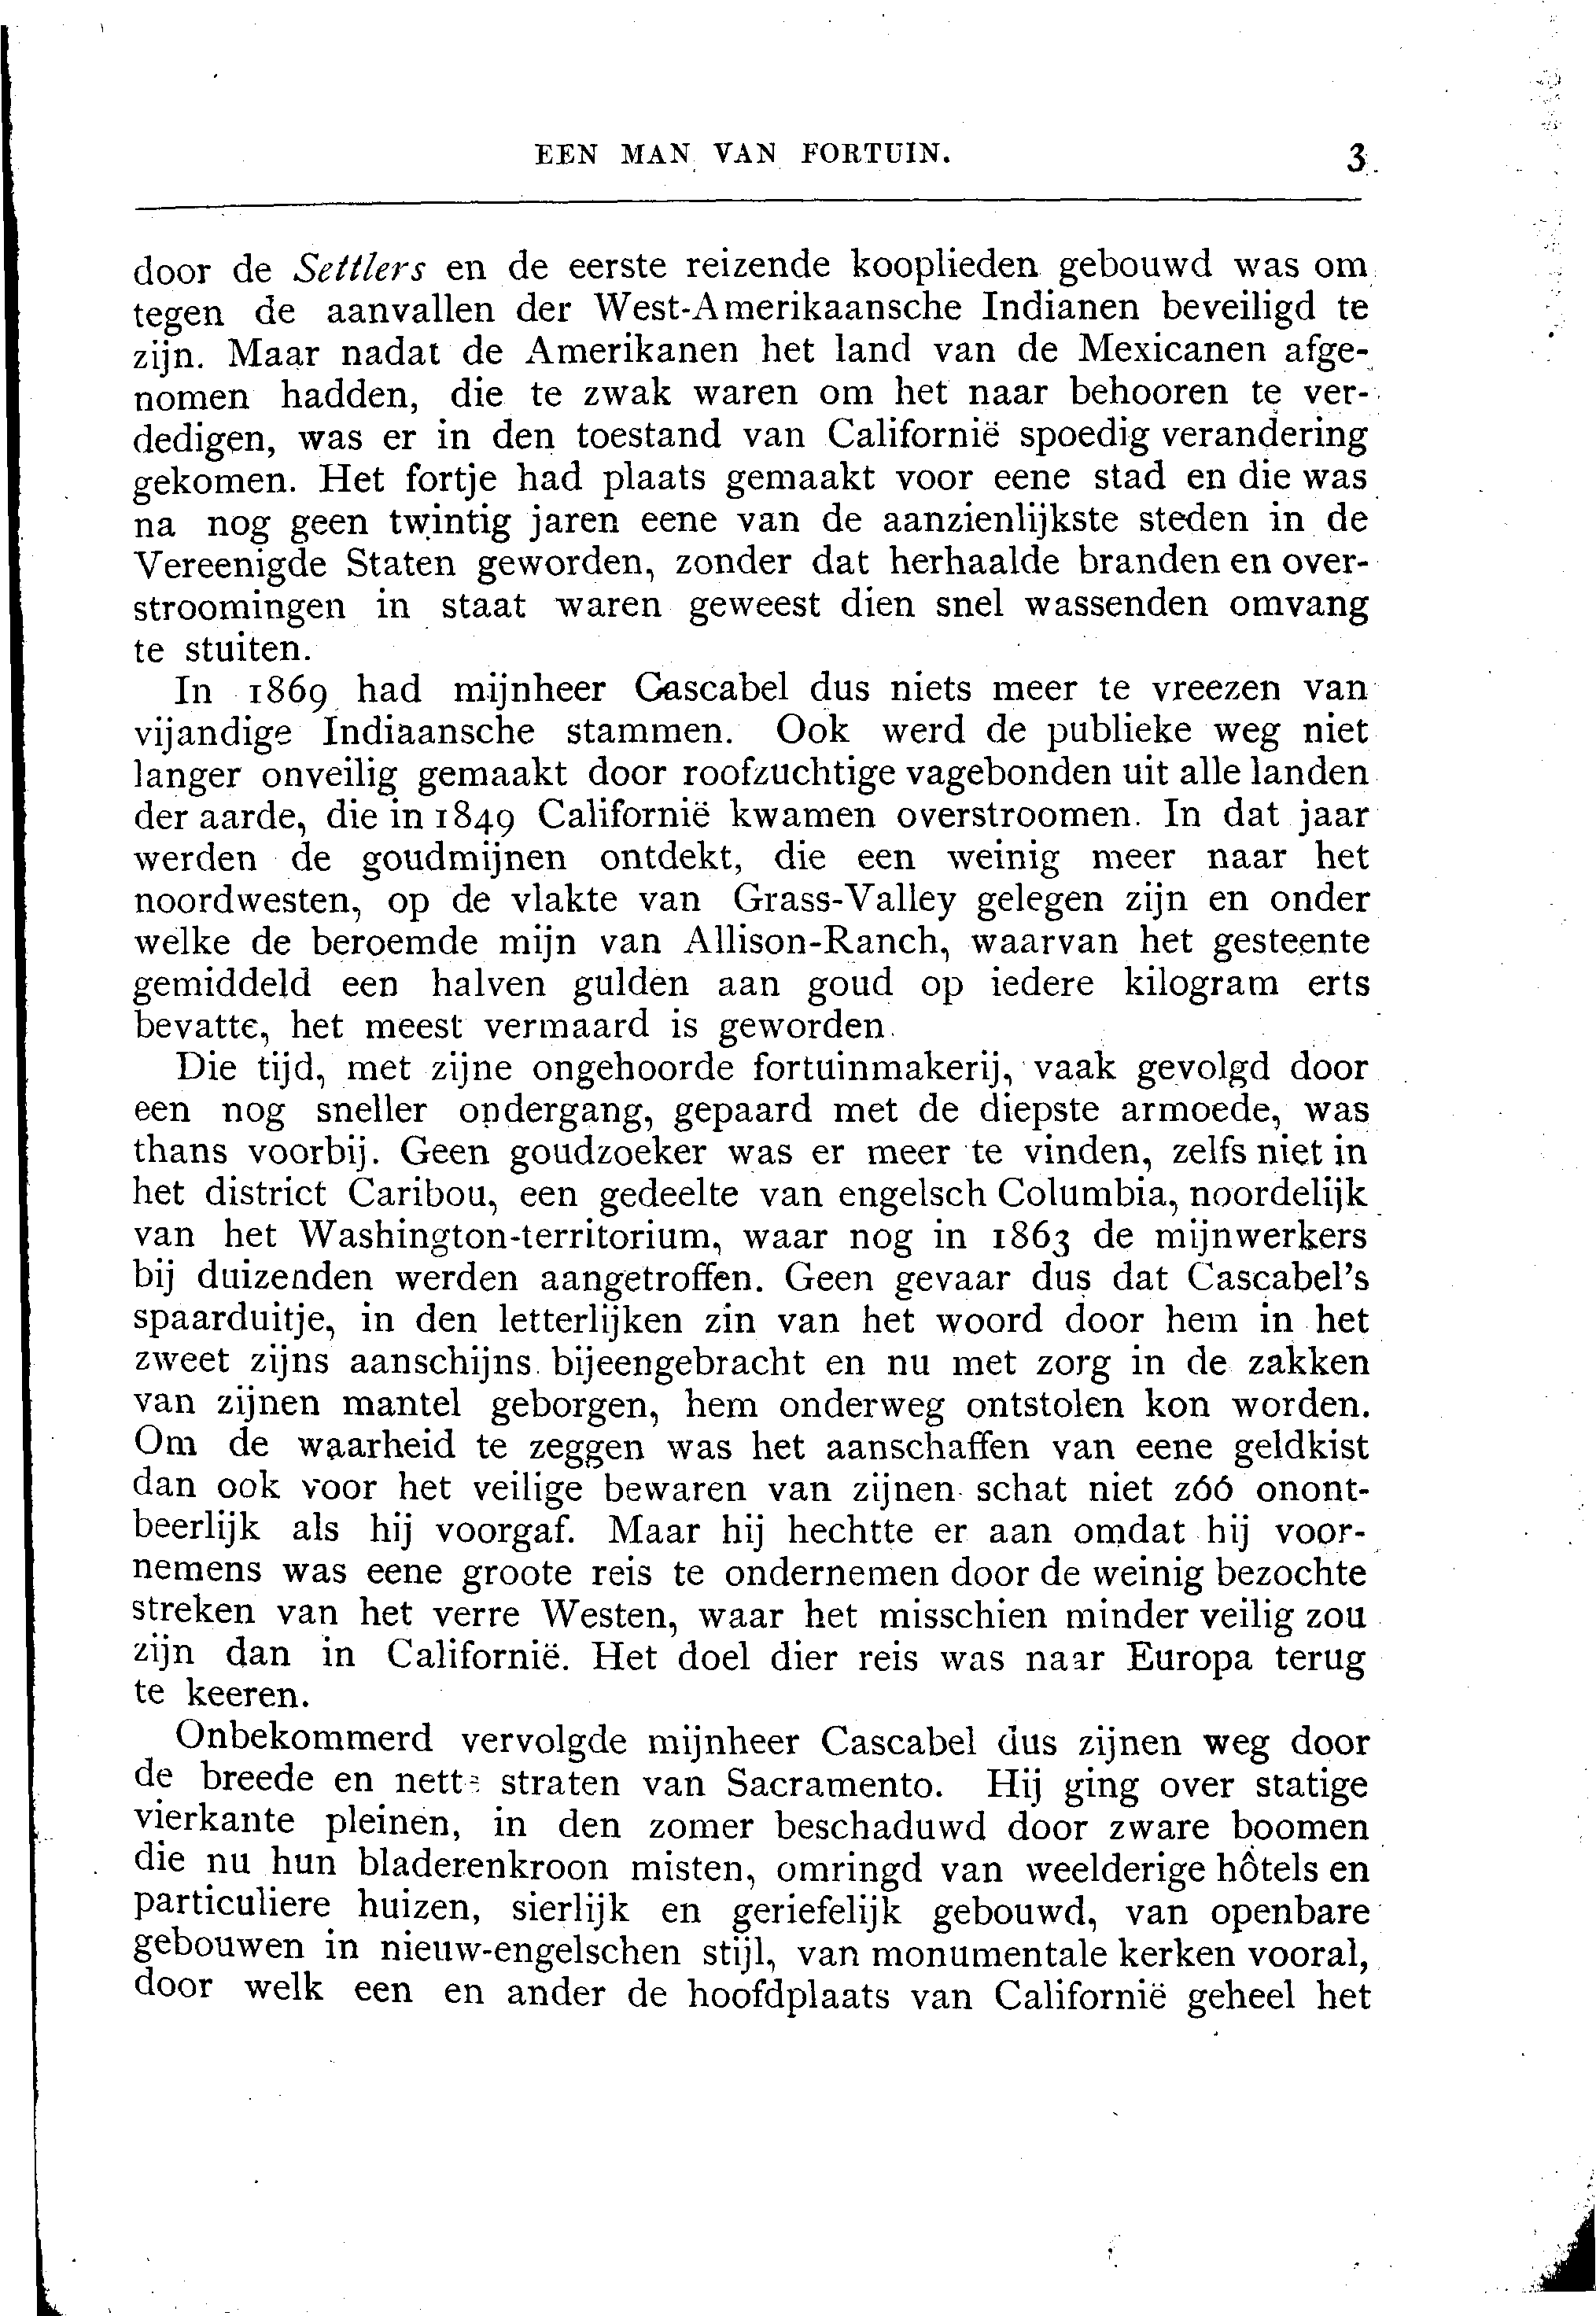 EEN MAN VAN FORTUIN. 3
door de Settlers en de eerste reizende kooplieden gebouwd was om
tegen de aanvallen der West-Amerikaansche Indianen beveiligd te
zijn. Maar nadat de Amerikanen het land van de Mexicanen afge-
nomen hadden, die te zwak waren om het naar behooren te ver-
dedigen, was er in den toestand van Californië spoedig verandering
gekomen. Het fortje had plaats gemaakt voor eene stad en die was
na nog geen twintig jaren eene van de aanzienlijkste steden in de
Vereenigde Staten geworden, zonder dat herhaalde branden en over-
stroomingen in staat waren geweest dien snel wassenden omvang
te stuiten.
In 1869 had mijnheer Cascabel dus niets meer te vreezen van
vijandige Indiaansche stammen. Ook werd de publieke weg niet
langer onveilig gemaakt door roofzuchtige vagebonden uit alle landen
der aarde, die in 1849 Californië kwamen overstroomen. In dat jaar
werden de goudmijnen ontdekt, die een weinig meer naar het
noordwesten, op de vlakte van Grass-Valley gelegen zijn en onder
welke de beroemde mijn van Allison-Ranch, waarvan het gesteente
gemiddeld een halven gulden aan goud op iedere kilogram erts
bevatte, het meest vermaard is geworden.
Die tijd, met zijne ongehoorde fortuinmakerij, vaak gevolgd door
een nog sneller ondergang, gepaard met de diepste armoede, was
thans voorbij. Geen goudzoeker was er meer te vinden, zelfs niet in
het district Caribou, een gedeelte van engelsch Columbia, noordelijk
van het Washington-territorium, waar nog in 1863 de mijnwerkers
bij duizenden werden aangetroffen. Geen gevaar dus dat Cascabel's
spaarduitje, in den letterlijken zin van het woord door hem in het
zweet zijns aanschijns bijeengebracht en nu met zorg in de zakken
van zijnen mantel geborgen, hem onderweg ontstolen kon worden.
Om de waarheid te zeggen was het aanschaffen van eene geldkist
dan ook voor het veilige bewaren van zijnen schat niet zóó onont-
beerlijk als hij voorgaf. Maar hij hechtte er aan omdat hij voor-
nemens was eene groote reis te ondernemen door de weinig bezochte
streken van het verre Westen, waar het misschien minder veilig zou
zijn dan in Californië. Het doel dier reis was naar Europa terug
te keeren.
Onbekommerd vervolgde mijnheer Cascabel dus zijnen weg door
de breede en nette straten van Sacramento. Hij ging over statige
vierkante pleinen, in den zomer beschaduwd door zware boomen
die nu hun bladerenkroon misten, omringd van weelderige hôtels en
particuliere huizen, sierlijk en geriefelijk gebouwd, van openbare
gebouwen in nieuw-engelschen stijl, van monumentale kerken vooral,
door welk een en ander de hoofdplaats van Californië geheel het